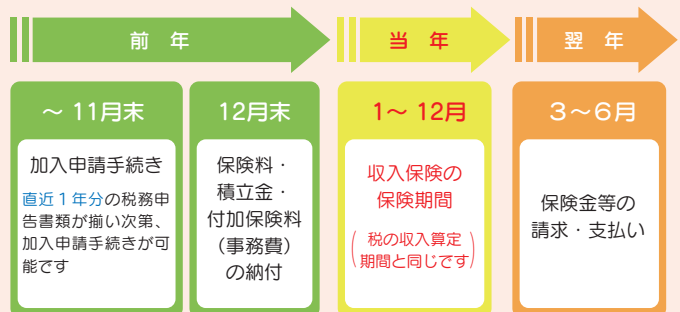 前 年
当 年
翌 年
～ 11月末
加入申請手続き
直近１年分の税務申
告書類が揃い次第、
加入申請手続きが可
能です
12月末
保険料・
積立金・
付加保険料
（事務費）
の納付
1～ 12月
収入保険の
保険期間
（税の収入算定
期間と同じです）
3～6月
保険金等の
請求・支払い